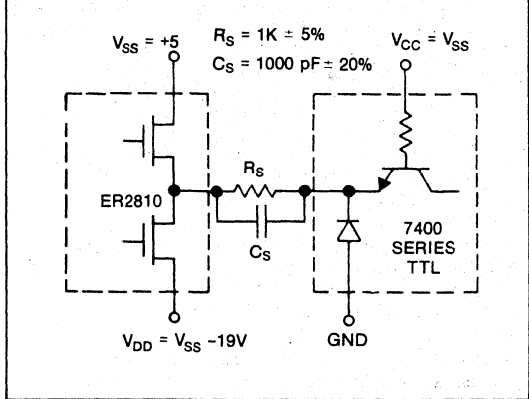 V_SS = +5
R_S = 1K ± 5%
C_S = 1000 pF ± 20%
V_CC = V_SS
ER2810
R_S
C_S
7400
SERIES
TTL
V_DD = V_SS -19V
GND